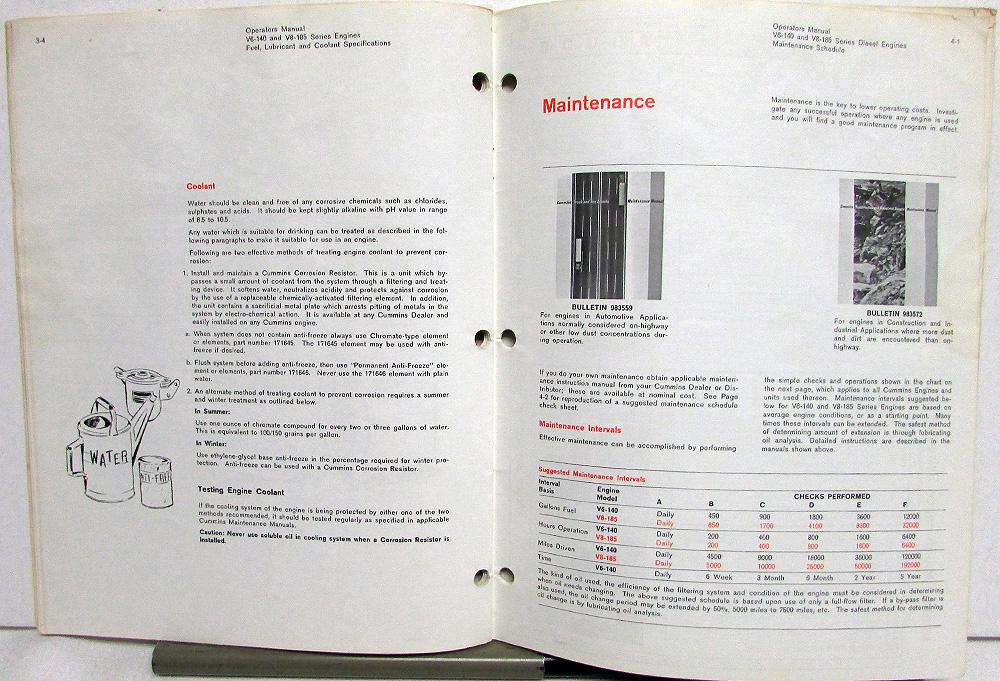 3-4
Operators Manual
V6-140 and V8-185 Series Engines
Fuel, Lubricant and Coolant Specifications
Coolant
Water should be clean and free of any corrosive chemicals such as chlorides,
sulphates and acids. It should be kept slightly alkaline with pH value in range
of 8.5 to 10.5.
Any water which is suitable for drinking can be treated as described in the fol-
lowing paragraphs to make it suitable for use in an engine.
Following are two effective methods of treating engine coolant to prevent cor-
rosion:
1. Install and maintain a Cummins Corrosion Resistor. This is a unit which by-
passes a small amount of coolant from the system through a filtering and treat-
ing device. It softens water, neutralizes acidity and protects against corrosion
by the use of a replaceable chemically-activated filtering element. In addition,
the unit contains a sacrificial metal plate which arrests pitting of metals in the
system by electro-chemical action. It is available at any Cummins Dealer and
easily installed on any Cummins engine.
a. When system does not contain anti-freeze always use Chromate-type element
or elements, part number 171645. The 171645 element may be used with anti-
freeze if desired.
b. Flush system before adding anti-freeze, then use "Permanent Anti-Freeze" ele-
ment or elements, part number 171646. Never use the 171646 element with plain
water.
2. An alternate method of treating coolant to prevent corrosion requires a summer
and winter treatment as outlined below.
In Summer:
Use one ounce of chromate compound for every two or three gallons of water.
This is equivalent to 100/150 grains per gallon.
In Winter:
Use ethylene-glycol base anti-freeze in the percentage required for winter pro-
tection. Anti-freeze can be used with a Cummins Corrosion Resistor.
WATER
ANTI-FREEZE
Testing Engine Coolant
If the cooling system of the engine is being protected by either one of the two
methods recommended, it should be tested regularly as specified in applicable
Cummins Maintenance Manuals.
Caution: Never use soluble oil in cooling system when a Corrosion Resistor is
installed.
Operators Manual
V6-140 and V8-185 Series Diesel Engines
Maintenance Schedule
4-1
Maintenance
Maintenance is the key to lower operating costs. Investi-
gate any successful operation where any engine is used
and you will find a good maintenance program in effect.
Cummins
Maintenance Manual
Cummins
Maintenance Manual
BULLETIN 983559
For engines in Automotive Applica-
tions normally considered on-highway
or other low dust concentrations dur-
ing operation.
BULLETIN 983572
For engines in Construction and In-
dustrial Applications where more dust
and dirt are encountered than on-
highway.
If you do your own maintenance obtain applicable mainten-
ance instruction manual from your Cummins Dealer or Dis-
tributor; these are available at nominal cost. See Page
4-2 for reproduction of a suggested maintenance schedule
check sheet.
Maintenance Intervals
Effective maintenance can be accomplished by performing
the simple checks and operations shown in the chart on
the next page, which applies to all Cummins Engines and
units used thereon. Maintenance intervals suggested be-
low for V6-140 and V8-185 Series Engines are based on
average engine conditions, or as a starting point. Many
times these intervals can be extended. The safest method
of determining amount of extension is through lubricating
oil analysis. Detailed instructions are described in the
manuals shown above.
Suggested Maintenance Intervals
Interval Basis Engine Model CHECKS PERFORMED
A B C D E F
Gallons Fuel V6-140 Daily 450 900 1800 3600 12000
V8-185 Daily 850 1700 4100 8300 32000
Hours Operation V6-140 Daily 200 400 800 1600 6400
V8-185 Daily 200 400 800 1600 6400
Miles Driven V6-140 Daily 4500 9000 18000 38000 120000
V8-185 Daily 5000 10000 25000 50000 192000
Time V6-140 Daily 6 Week 3 Month 6 Month 2 Year 5 Year
The kind of oil used, the efficiency of the filtering system and condition of the engine must be considered in determining
when oil needs changing. The above suggested schedule is based upon use of only a full-flow filter. If a by-pass filter is
also used, the oil change period may be extended by 50%, 5000 miles to 7500 miles, etc. The safest method for determining
oil change is by lubricating oil analysis.